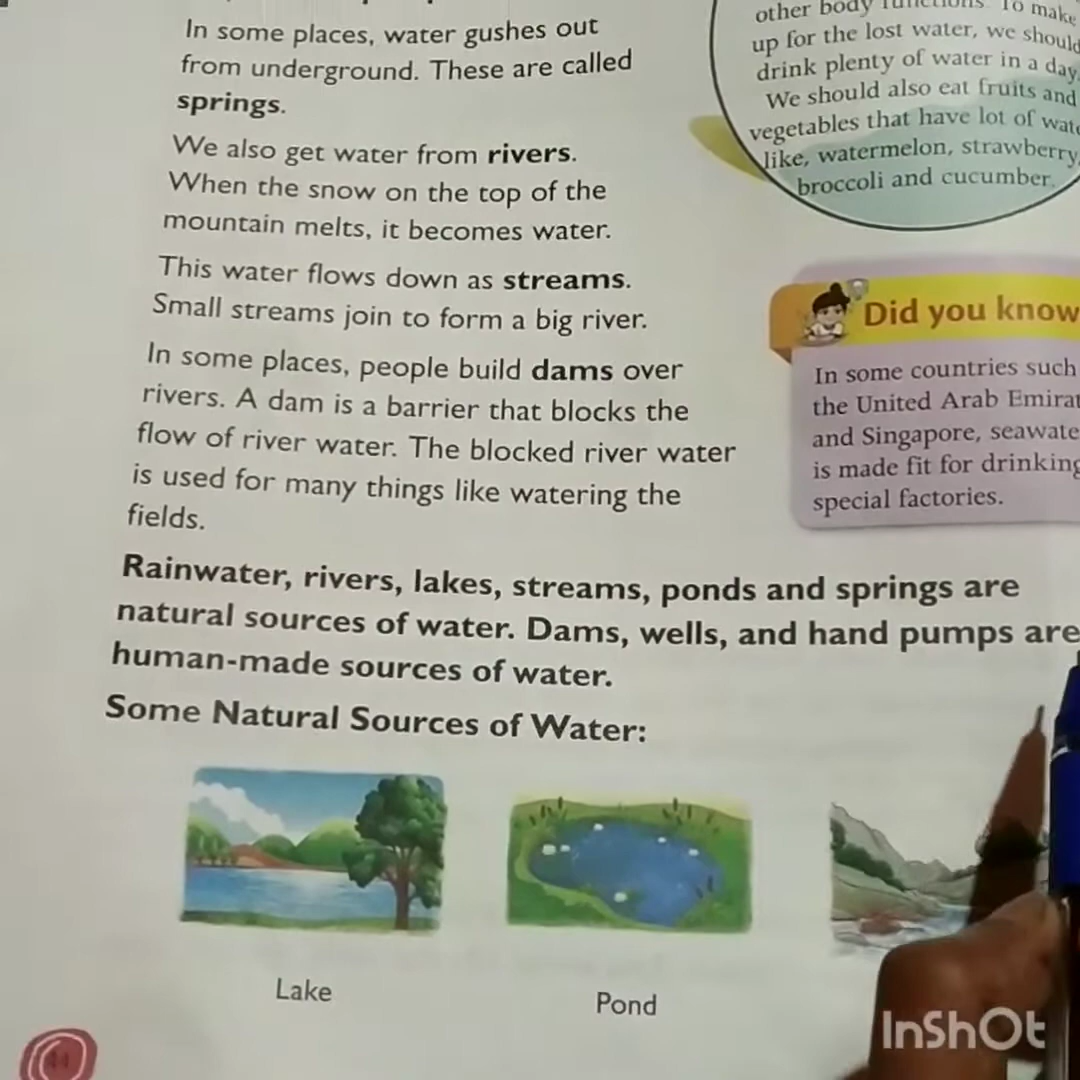 In some places, water gushes out
from underground. These are called
springs.
We also get water from rivers.
When the snow on the top of the
mountain melts, it becomes water.
This water flows down as streams.
Small streams join to form a big river.
In some places, people build dams over
rivers. A dam is a barrier that blocks the
flow of river water. The blocked river water
is used for many things like watering the
fields.
other body functions. To make
up for the lost water, we should
drink plenty of water in a day.
We should also eat fruits and
vegetables that have lot of
like, watermelon, strawberry,
broccoli and cucumber.
Did you know
In some countries such
the United Arab
and Singapore,
is made fit for drinking
special factories.
Rainwater, rivers, lakes, streams, ponds and springs are
natural sources of water. Dams, wells, and hand pumps are
human-made sources of water.
Some Natural Sources of Water:
Lake
Pond
InShOt